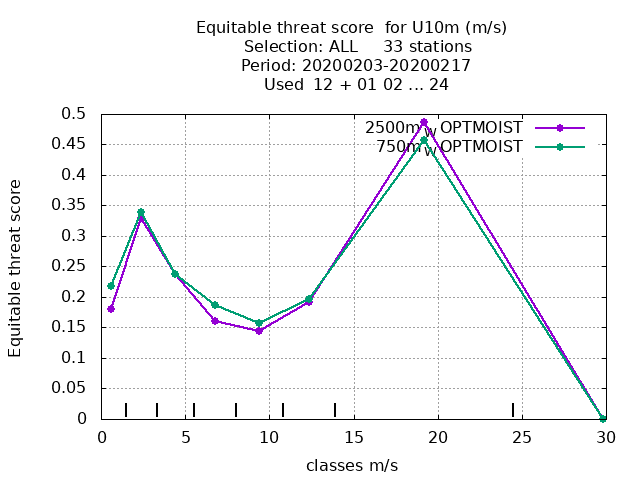 Equitable threat score for U10m (m/s)
Selection: ALL 33 stations
Period: 20200203-20200217
Used 12 + 01 02 ... 24
Equitable threat score
0.5
0.45
0.4
0.35
0.3
0.25
0.2
0.15
0.1
0.05
0
2500m_OPTMOIST
750m_OPTMOIST
0 5 10 15 20 25 30
classes m/s